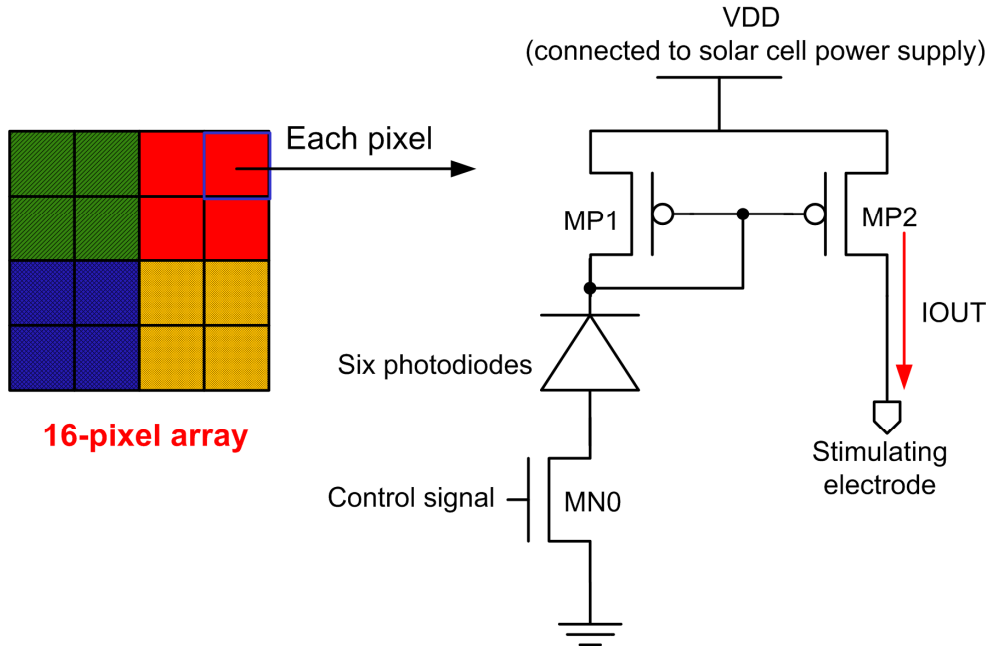 VDD
(connected to solar cell power supply)
Each pixel
MP1
MP2
IOUT
Six photodiodes
16-pixel array
Stimulating
electrode
Control signal
MN0